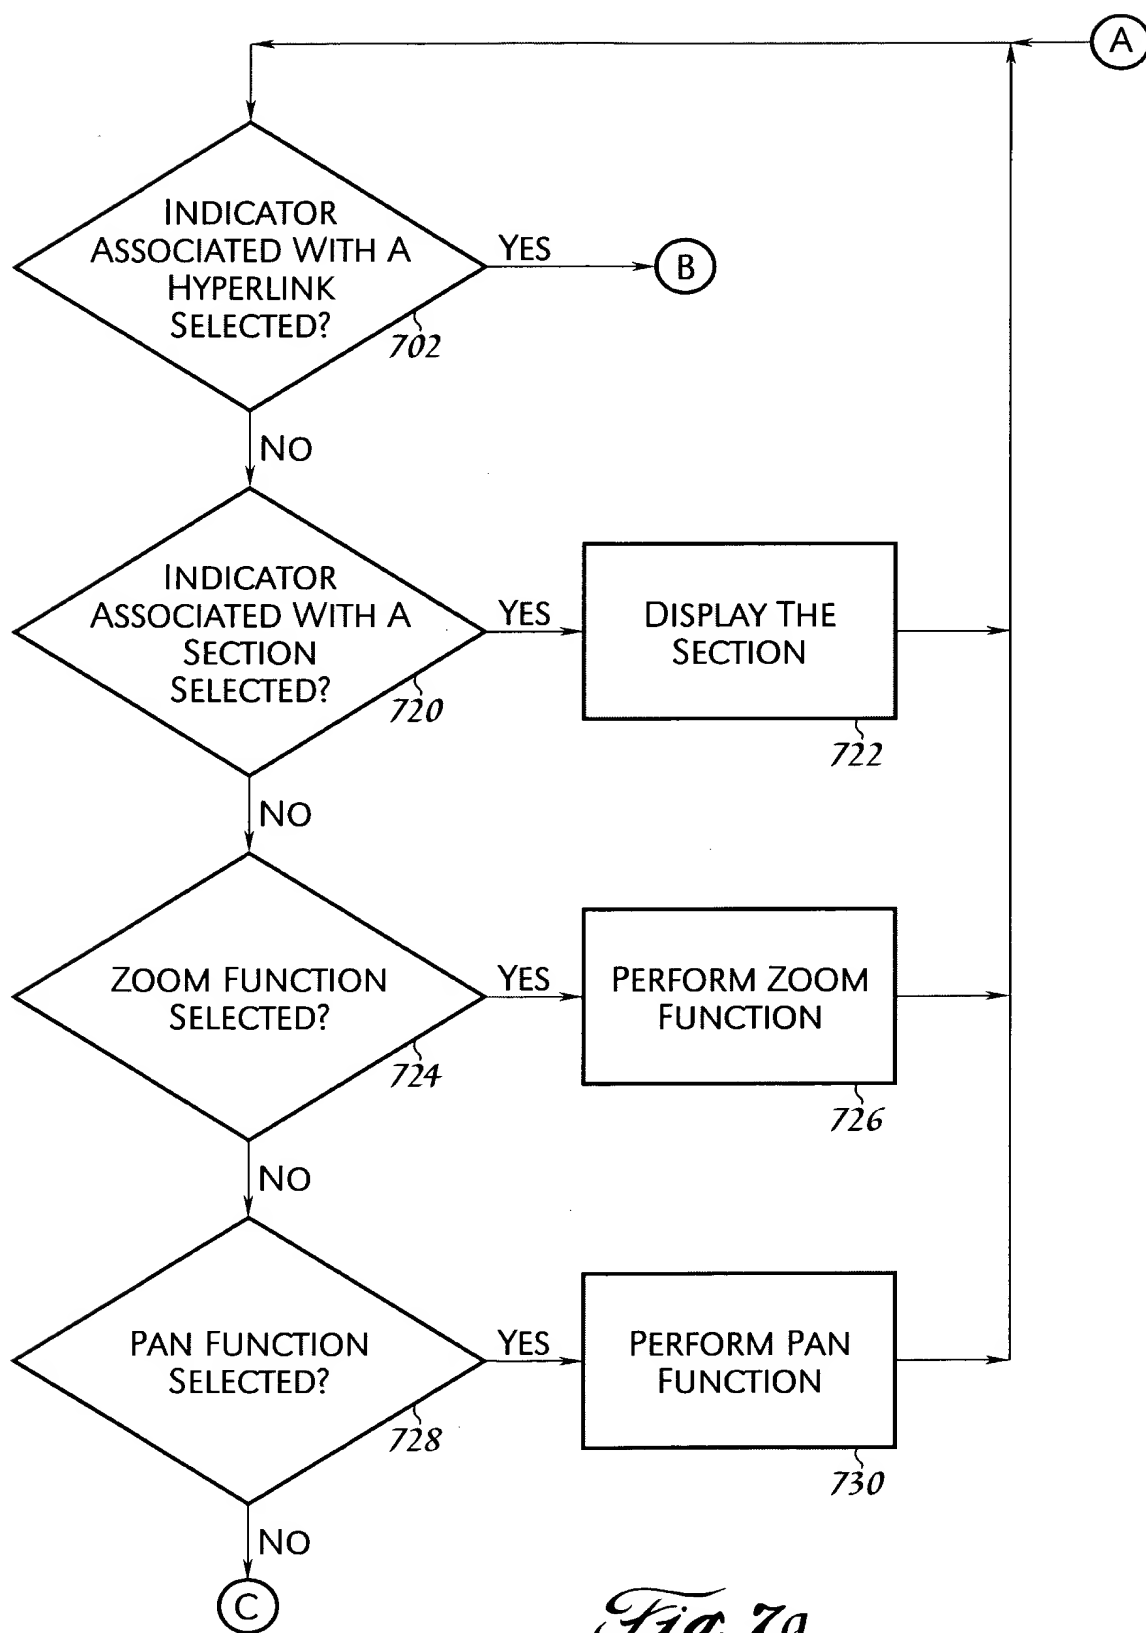 A
INDICATOR
ASSOCIATED WITH A
HYPERLINK
SELECTED?
702
YES
B
NO
INDICATOR
ASSOCIATED WITH A
SECTION
SELECTED?
720
YES
DISPLAY THE
SECTION
722
NO
ZOOM FUNCTION
SELECTED?
724
YES
PERFORM ZOOM
FUNCTION
726
NO
PAN FUNCTION
SELECTED?
728
YES
PERFORM PAN
FUNCTION
730
NO
C
Fig. 7a